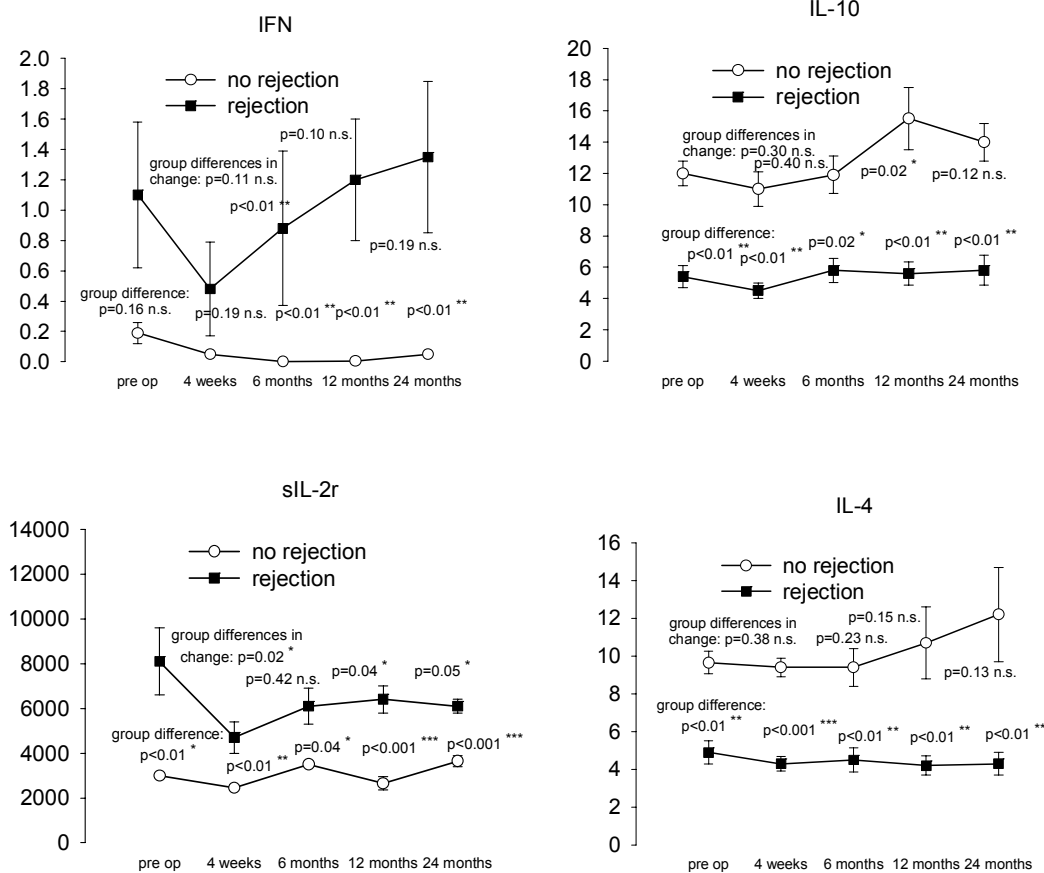 IFN
2.0
1.8
1.6
1.4
1.2
1.0
0.8
0.6
0.4
0.2
0.0
no rejection
rejection
p=0.10 n.s.
group differences in
change: p=0.11 n.s.
p<0.01 **
p=0.19 n.s.
group difference:
p=0.16 n.s.
p=0.19 n.s.
p<0.01 **
p<0.01 **
p<0.01 **
pre op 4 weeks 6 months 12 months 24 months
IL-10
20
18
16
14
12
10
8
6
4
2
0
no rejection
rejection
group differences in
change: p=0.30 n.s.
p=0.40 n.s.
p=0.02 *
p=0.12 n.s.
group difference:
p<0.01 **
p<0.01 **
p=0.02 *
p<0.01 **
p<0.01 **
pre op 4 weeks 6 months 12 months 24 months
sIL-2r
14000
12000
10000
8000
6000
4000
2000
0
no rejection
rejection
group differences in
change: p=0.02 *
p=0.42 n.s.
p=0.04 *
p=0.05 *
group difference:
p<0.01 *
p<0.01 **
p=0.04 *
p<0.001 ***
p<0.001 ***
pre op 4 weeks 6 months 12 months 24 months
IL-4
16
14
12
10
8
6
4
2
0
no rejection
rejection
p=0.15 n.s.
group differences in
change: p=0.38 n.s.
p=0.23 n.s.
p=0.13 n.s.
group difference:
p<0.01 **
p<0.001 ***
p<0.01 **
p<0.01 **
p<0.01 **
pre op 4 weeks 6 months 12 months 24 months